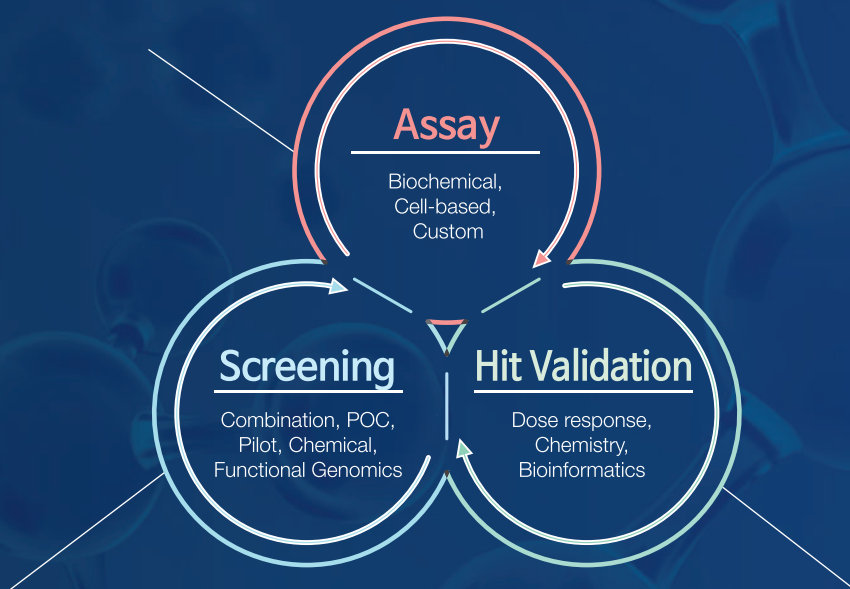 Assay
Biochemical,
Cell-based,
Custom
Screening
Combination, POC,
Pilot, Chemical,
Functional Genomics
Hit Validation
Dose response,
Chemistry,
Bioinformatics